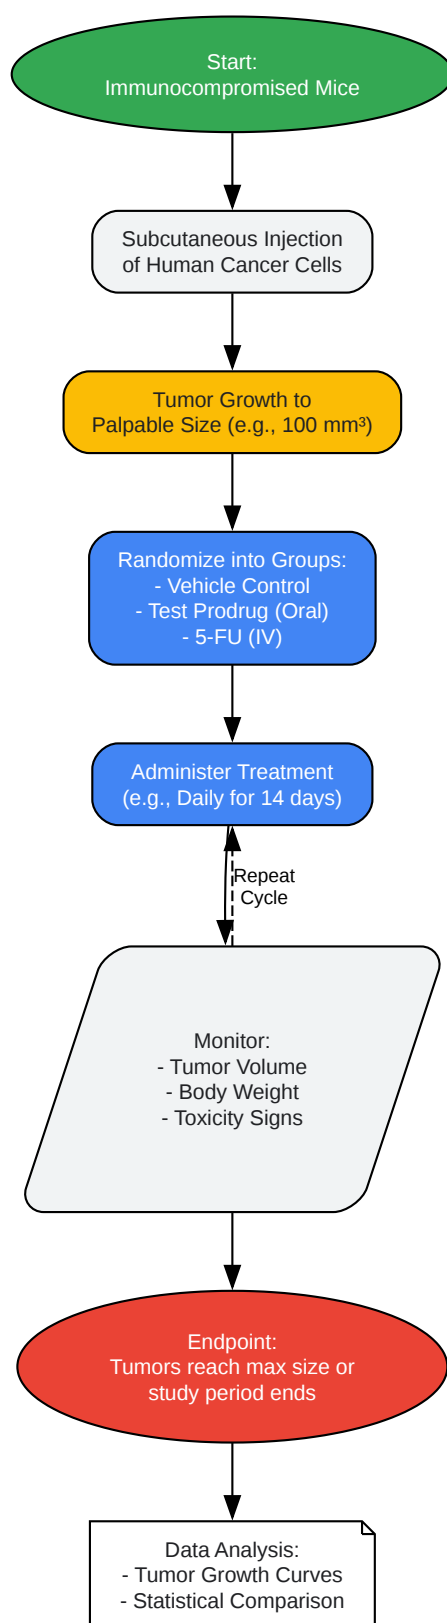 Start:
Immunocompromised Mice
Subcutaneous Injection
of Human Cancer Cells
Tumor Growth to
Palpable Size (e.g., 100 mm³)
Randomize into Groups:
- Vehicle Control
- Test Prodrug (Oral)
- 5-FU (IV)
Administer Treatment
(e.g., Daily for 14 days)
Repeat
Cycle
Monitor:
- Tumor Volume
- Body Weight
- Toxicity Signs
Endpoint:
Tumors reach max size or
study period ends
Data Analysis:
- Tumor Growth Curves
- Statistical Comparison